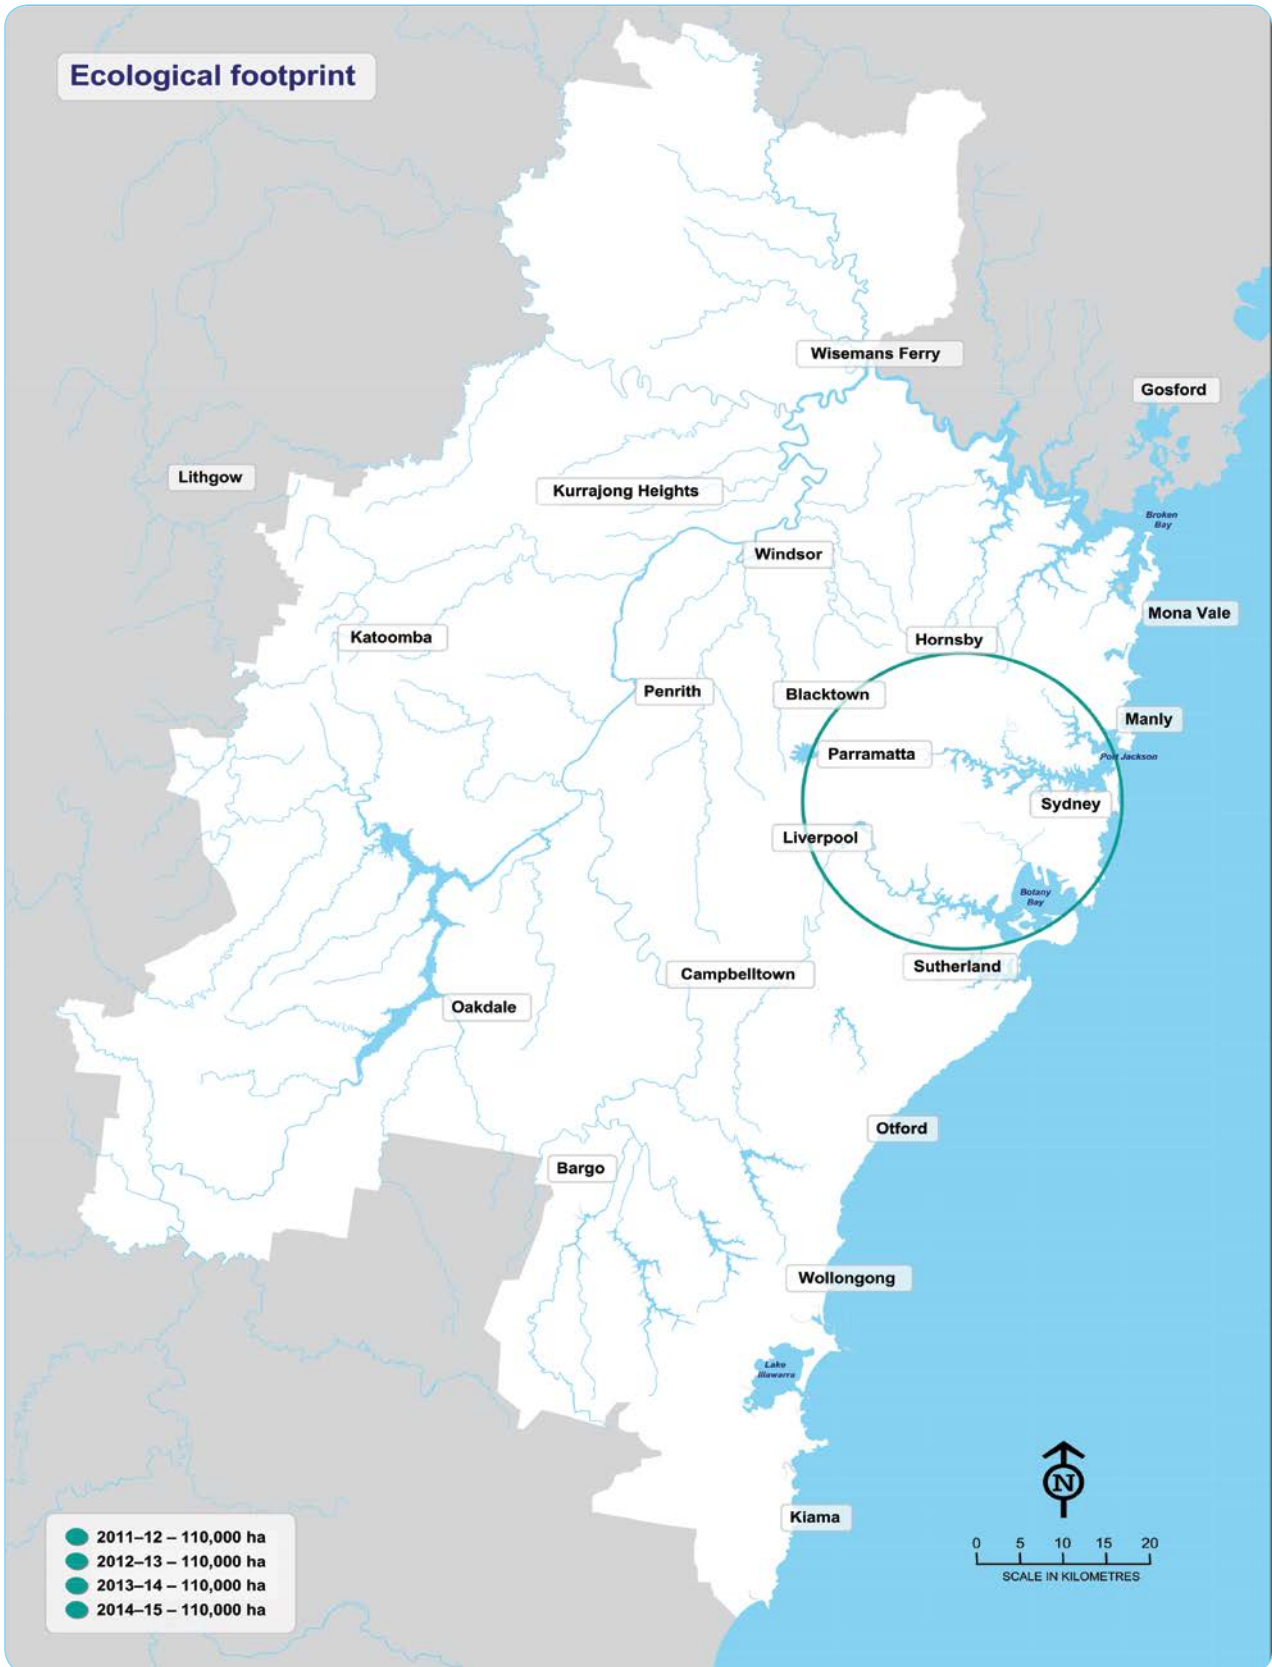 Ecological footprint
Wisemans Ferry
Gosford
Lithgow
Kurrajong Heights
Broken
Bay
Windsor
Mona Vale
Katoomba
Hornsby
Penrith
Blacktown
Manly
Parramatta
Port Jackson
Sydney
Liverpool
Botany
Bay
Sutherland
Campbelltown
Oakdale
Otford
Bargo
Wollongong
Lake
Illawarra
Kiama
N
0 5 10 15 20
SCALE IN KILOMETRES
2011–12 – 110,000 ha
2012–13 – 110,000 ha
2013–14 – 110,000 ha
2014–15 – 110,000 ha